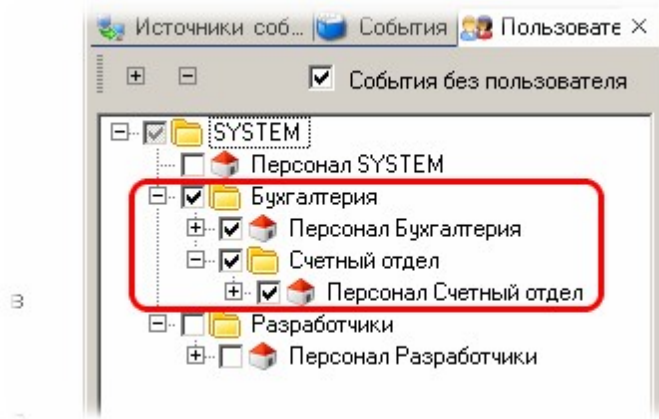 Источники соб... События Пользовате
События без пользователя
SYSTEM
Персонал SYSTEM
Бухгалтерия
Персонал Бухгалтерия
Счетный отдел
в
Персонал Счетный отдел
Разработчики
Персонал Разработчики